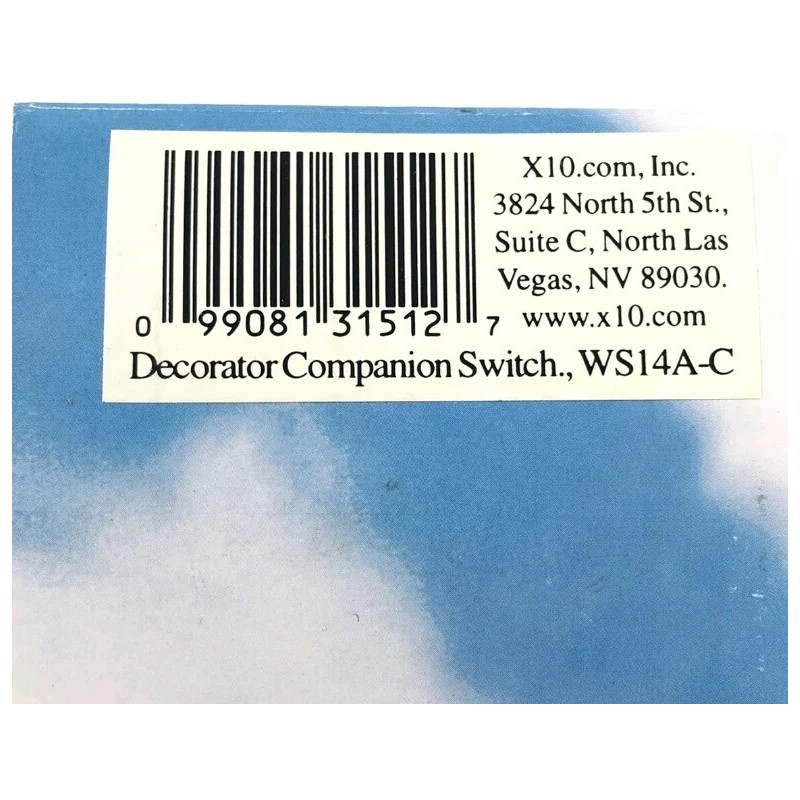 X10.com, Inc.
3824 North 5th St.,
Suite C, North Las
Vegas, NV 89030.
www.x10.com
0 99081 31512 7
Decorator Companion Switch., WS14A-C